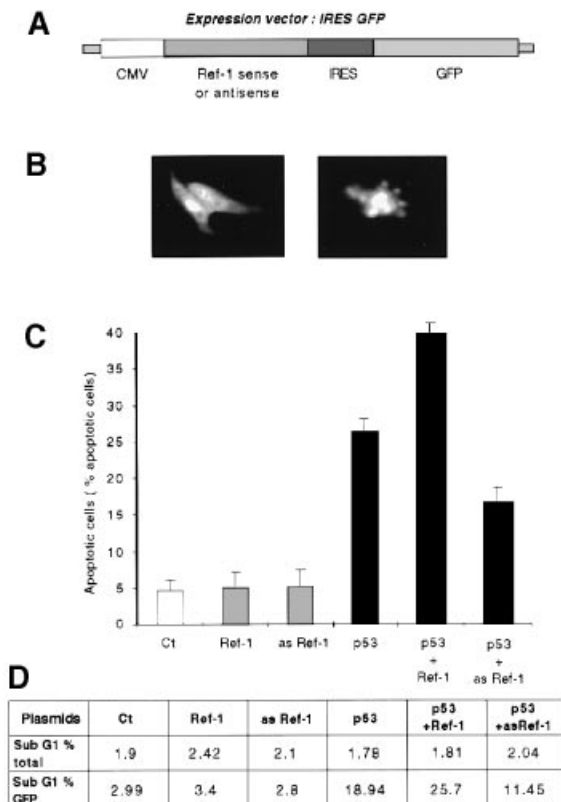 A
Expression vector : IRES GFP
CMV Ref-1 sense IRES GFP
or antisense
B
C
Apoptotic cells ( % apoptotic cells)
40
35
30
25
20
15
10
5
0
Ct Ref-1 as Ref-1 p53 p53 p53
+ +
Ref-1 as Ref-1
D
Plasmids Ct Ref-1 as Ref-1 p53 p53 +Ref-1 p53 +asRef-1
Sub G1 % total 1.9 2.42 2.1 1.78 1.81 2.04
Sub G1 % GFP 2.99 3.4 2.8 18.94 25.7 11.45